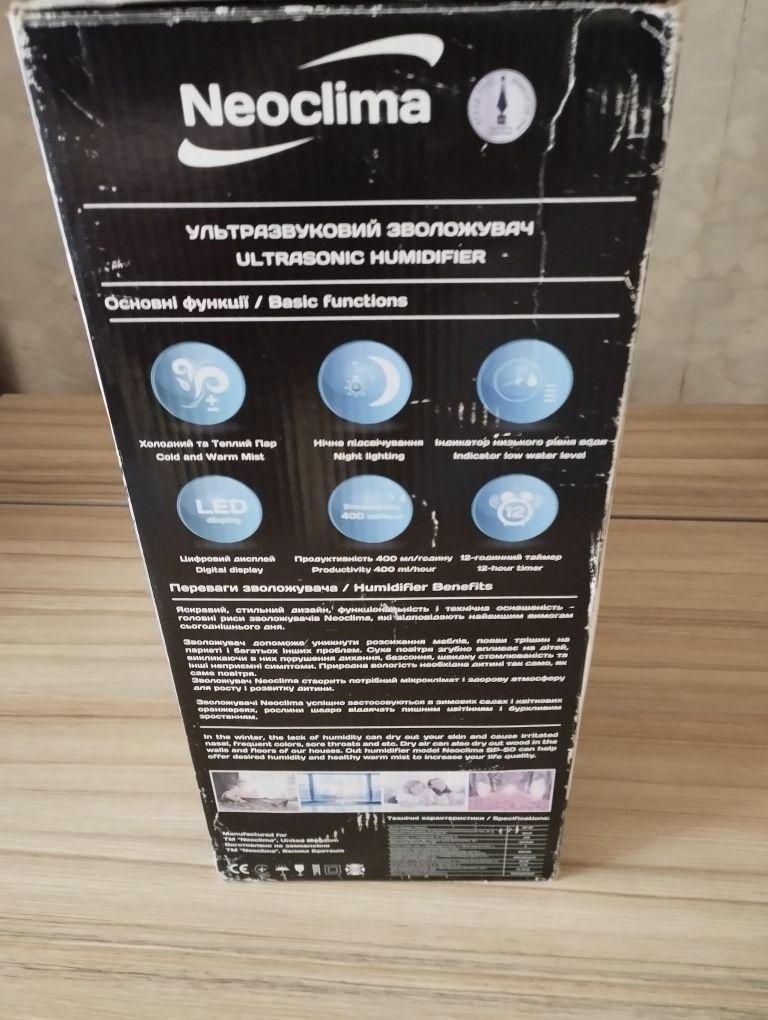 Neoclima
УЛЬТРАЗВУКОВИЙ ЗВОЛОЖУВАЧ
ULTRASONIC HUMIDIFIER
Основні функції / Basic functions
Холодний та Теплий Пар
Cold and Warm Mist
Нічне підсвічування
Night lighting
Індикатор низького рівня води
Indicator low water level
LED
display
Цифровий дисплей
Digital display
Productivity
400 ml/hour
Продуктивність 400 мл/годину
Productivity 400 ml/hour
12
12-годинний таймер
12-hour timer
Переваги зволожувача / Humidifier Benefits
Яскравий, стильний дизайн, функціональність і технічна оснащеність -
головні риси зволожувачів Neoclima, які відповідають найвищим вимогам
сьогоднішнього дня.
Зволожувач допоможе уникнути розсихання меблів, появи тріщин на
паркеті і багатьох інших проблем. Сухе повітря згубно впливає на дітей,
викликаючи в них порушення дихання, безсоння, швидку стомлюваність та
інші неприємні симптоми. Природна вологість необхідна дитині так само, як
саме повітря.
Зволожувач Neoclima створить потрібний мікроклімат і здорову атмосферу
для росту і розвитку дитини.
Зволожувачі Neoclima успішно застосовуються в зимових садах і квіткових
оранжереях, рослини щедро віддячать пишним цвітінням і бурхливим
зростанням.
In the winter, the lack of humidity can dry out your skin and cause irritated
nasal, frequent colors, sore throats and etc. Dry air can also dry out wood in the
walls and floors of our houses. Out humidifier model Neoclima SP-50 can help
offer desired humidity and healthy warm mist to increase your life quality.
Технічні характеристики / Specifications:
Manufactured for
TM "Neoclima", United Kingdom
Виготовлено на замовлення
ТМ "Neoclima", Велика Британія
CE